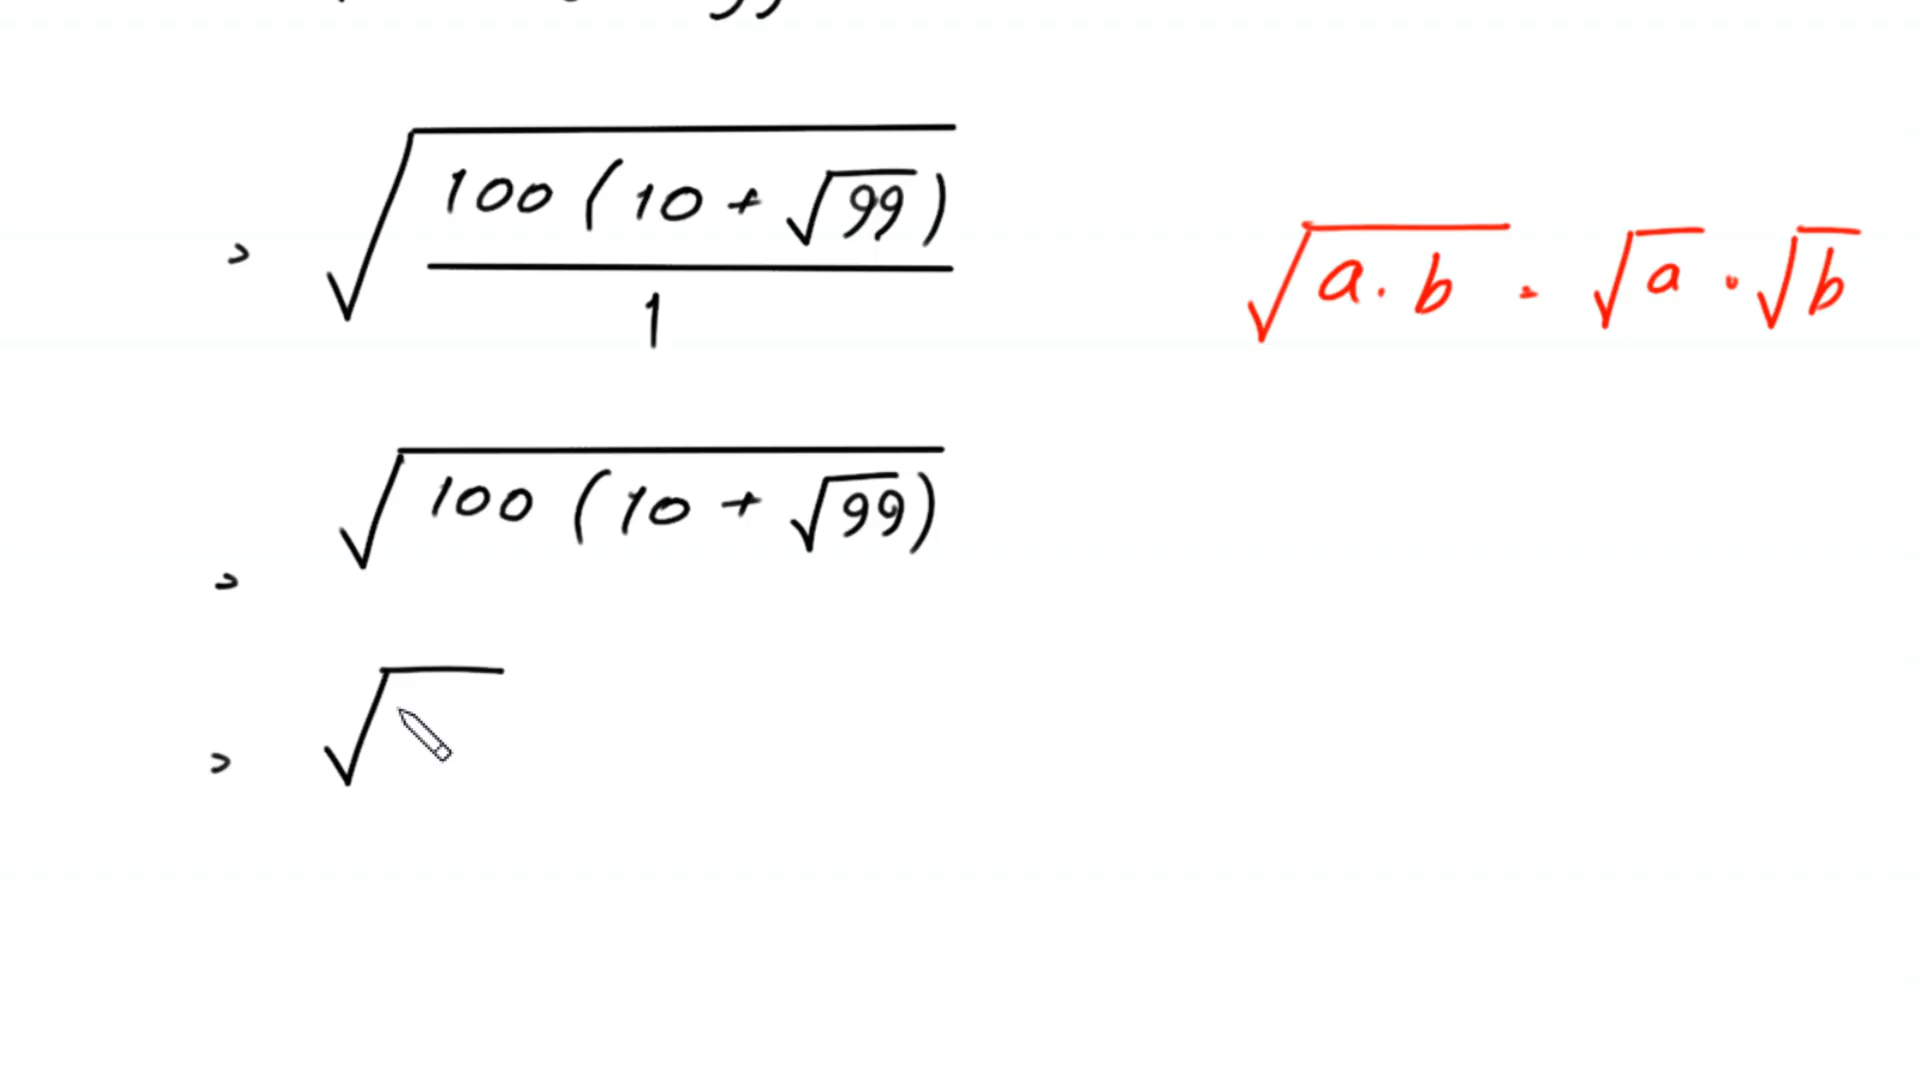 = √(100 (10 + √99) / 1)
√(a · b) = √a · √b
= √(100 (10 + √99))
= √